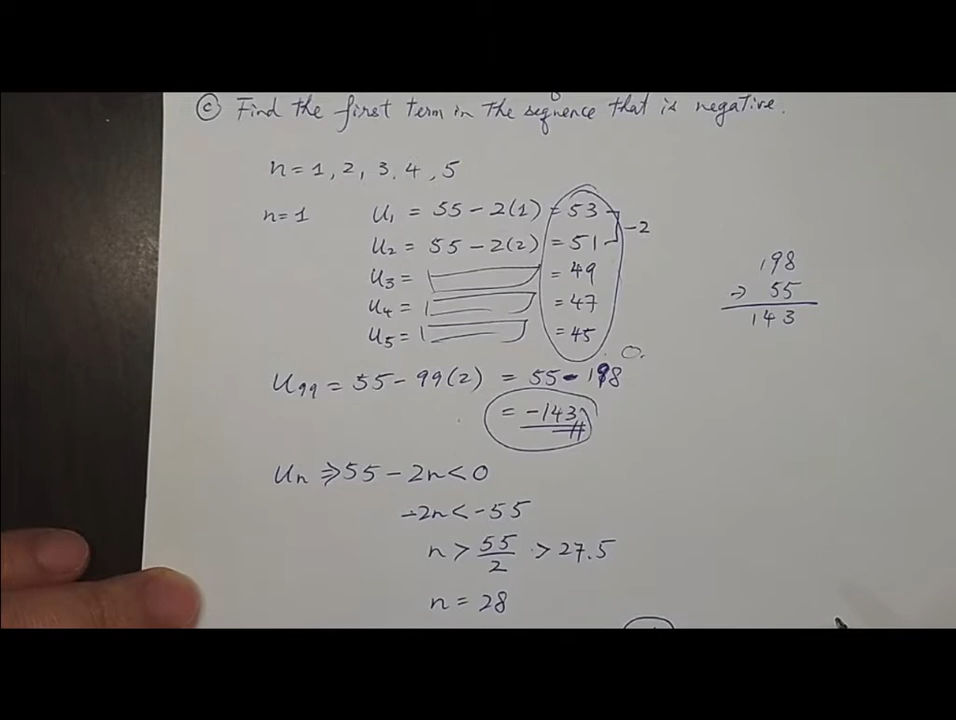 ⓒ Find the first term in the sequence that is negative.
n = 1, 2, 3, 4, 5
n = 1 U₁ = 55 - 2(1) = 53
U₂ = 55 - 2(2) = 51 -2
U₃ = = 49
U₄ = = 47
U₅ = = 45
198
→ 55
143
0.
U₉₉ = 55 - 99(2) = 55 - 198
= -143
Uₙ ⇒ 55 - 2n < 0
-2n < -55
n > 55/2 > 27.5
n = 28